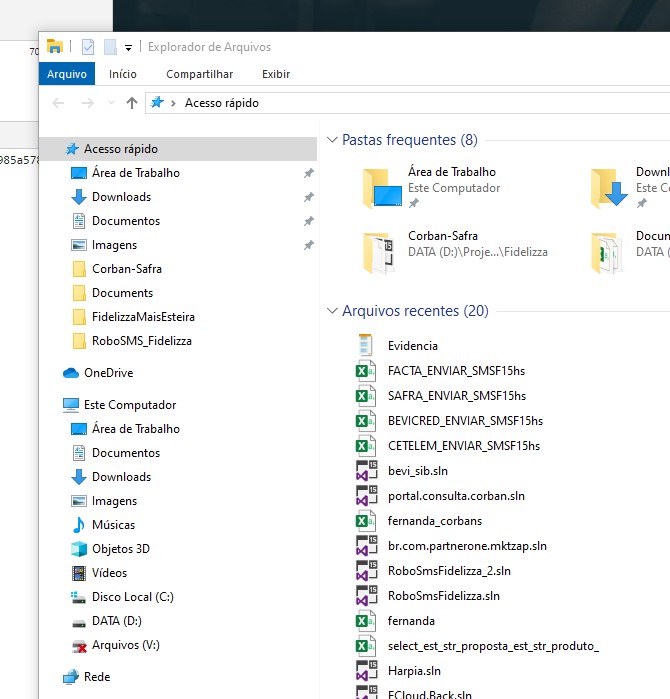 70
985a578
Explorador de Arquivos
Arquivo
Início
Compartilhar
Exibir
Acesso rápido
Acesso rápido
Área de Trabalho
Downloads
Documentos
Imagens
Corban-Safra
Documents
FidelizzaMaisEsteira
RoboSMS_Fidelizza
OneDrive
Este Computador
Área de Trabalho
Documentos
Downloads
Imagens
Músicas
Objetos 3D
Vídeos
Disco Local (C:)
DATA (D:)
Arquivos (V:)
Rede
Pastas frequentes (8)
Área de Trabalho
Este Computador
Downl
Este C
Corban-Safra
DATA (D:)\Proje...\Fidelizza
Docum
DATA (
Arquivos recentes (20)
Evidencia
FACTA_ENVIAR_SMSF15hs
SAFRA_ENVIAR_SMSF15hs
BEVICRED_ENVIAR_SMSF15hs
CETELEM_ENVIAR_SMSF15hs
bevi_sib.sln
portal.consulta.corban.sln
fernanda_corbans
br.com.partnerone.mktzap.sln
RoboSmsFidelizza_2.sln
RoboSmsFidelizza.sln
fernanda
select_est_str_proposta_est_str_produto_
Harpia.sln
ECloud.Back.sln